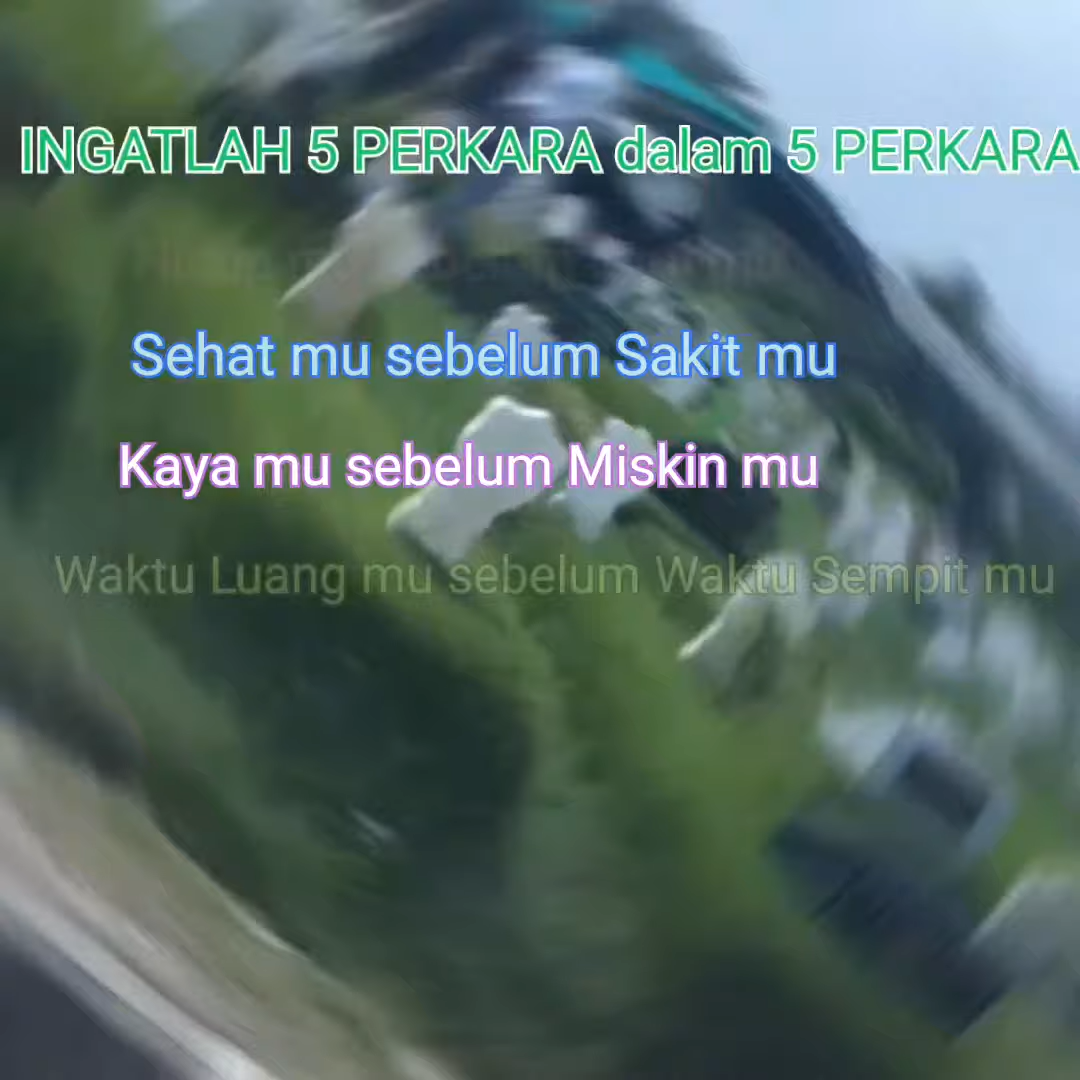 INGATLAH 5 PERKARA dalam 5 PERKARA
Sehat mu sebelum Sakit mu
Kaya mu sebelum Miskin mu
Waktu Luang mu sebelum Waktu Sempit mu